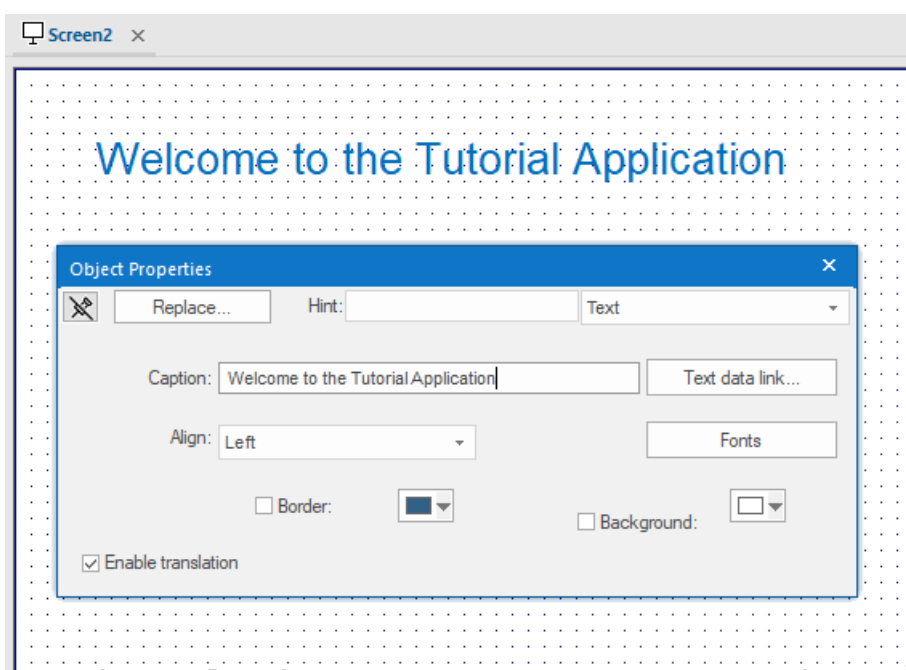 Screen2
Welcome to the Tutorial Application
Object Properties
Replace... Hint: Text
Caption: Welcome to the Tutorial Application Text data link...
Align: Left Fonts
Border: Background:
Enable translation